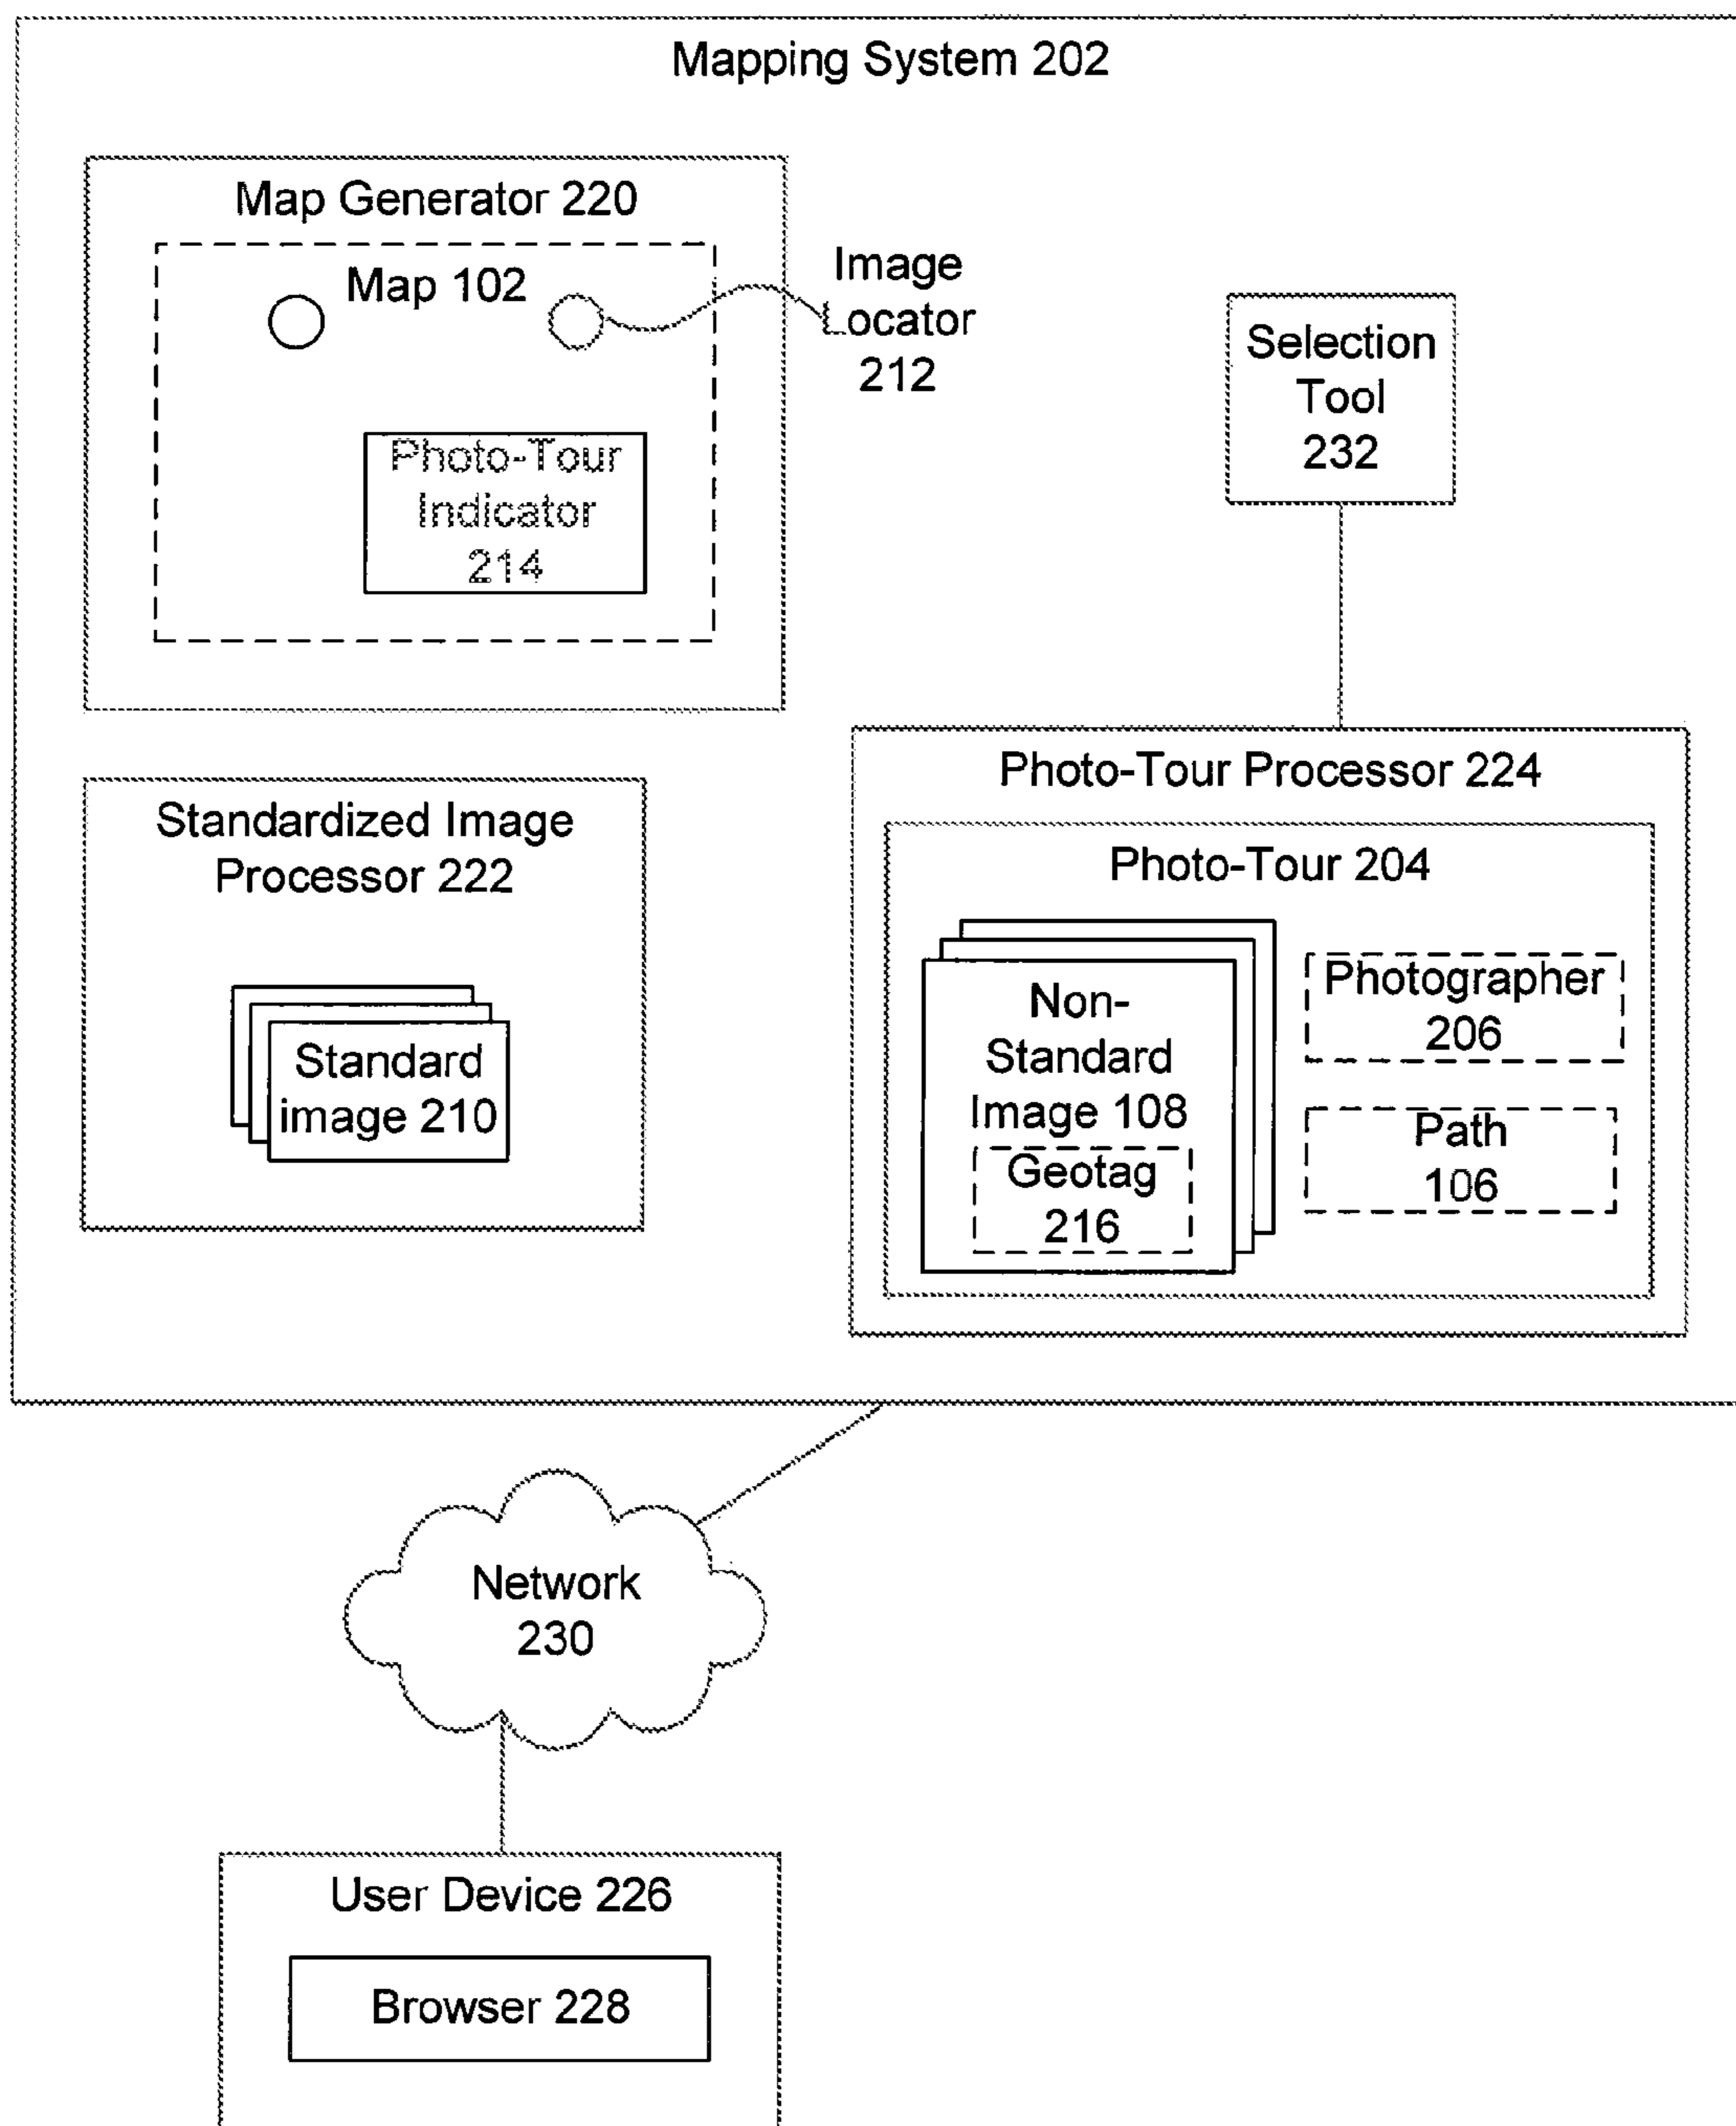 Mapping System 202
Map Generator 220
Map 102
Image
Locator
212
Photo-Tour
Indicator
214
Selection
Tool
232
Standardized Image
Processor 222
Standard
image 210
Photo-Tour Processor 224
Photo-Tour 204
Non-
Standard
Image 108
Geotag
216
Photographer
206
Path
106
Network
230
User Device 226
Browser 228